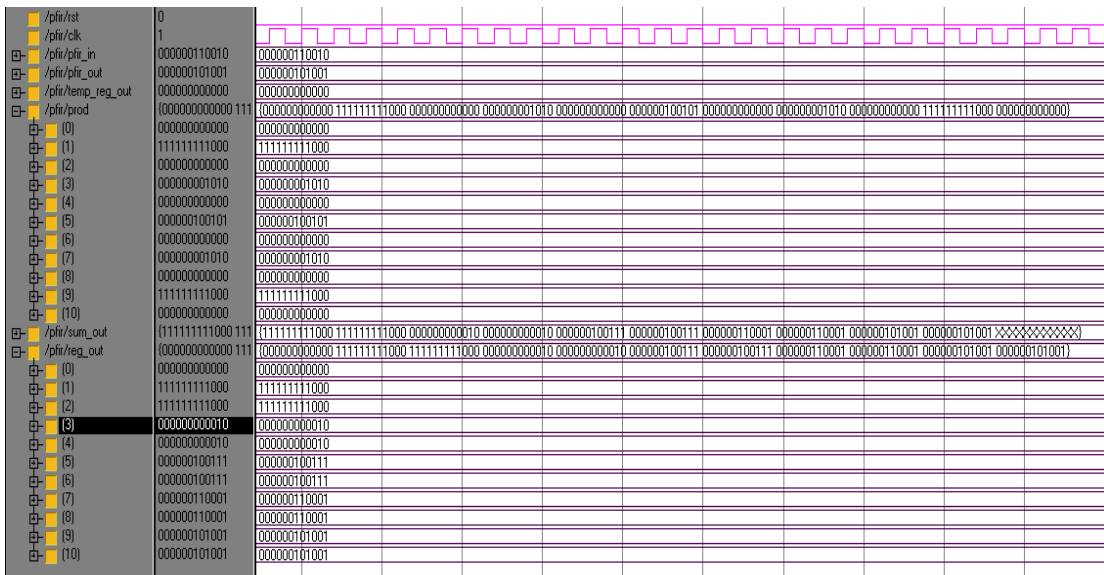 /pfir/rst 0
/pfir/clk 1
/pfir/pfir_in 000000110010 000000110010
/pfir/pfir_out 000000101001 000000101001
/pfir/temp_reg_out 000000000000 000000000000
/pfir/prod {000000000000 111 {000000000000 111111111000 000000000000 000000001010 000000000000 000000100101 000000000000 000000001010 000000000000 111111111000 000000000000}
(0) 000000000000 000000000000
(1) 111111111000 111111111000
(2) 000000000000 000000000000
(3) 000000001010 000000001010
(4) 000000000000 000000000000
(5) 000000100101 000000100101
(6) 000000000000 000000000000
(7) 000000001010 000000001010
(8) 000000000000 000000000000
(9) 111111111000 111111111000
(10) 000000000000 000000000000
/pfir/sum_out {111111111000 111 {111111111000 111111111000 000000000010 000000000010 000000100111 000000100111 000000110001 000000110001 000000101001 000000101001 XXXXXXXXXXXX}
/pfir/reg_out {000000000000 111 {000000000000 111111111000 111111111000 000000000010 000000000010 000000100111 000000100111 000000110001 000000110001 000000101001 000000101001}
(0) 000000000000 000000000000
(1) 111111111000 111111111000
(2) 111111111000 111111111000
(3) 000000000010 000000000010
(4) 000000000010 000000000010
(5) 000000100111 000000100111
(6) 000000100111 000000100111
(7) 000000110001 000000110001
(8) 000000110001 000000110001
(9) 000000101001 000000101001
(10) 000000101001 000000101001